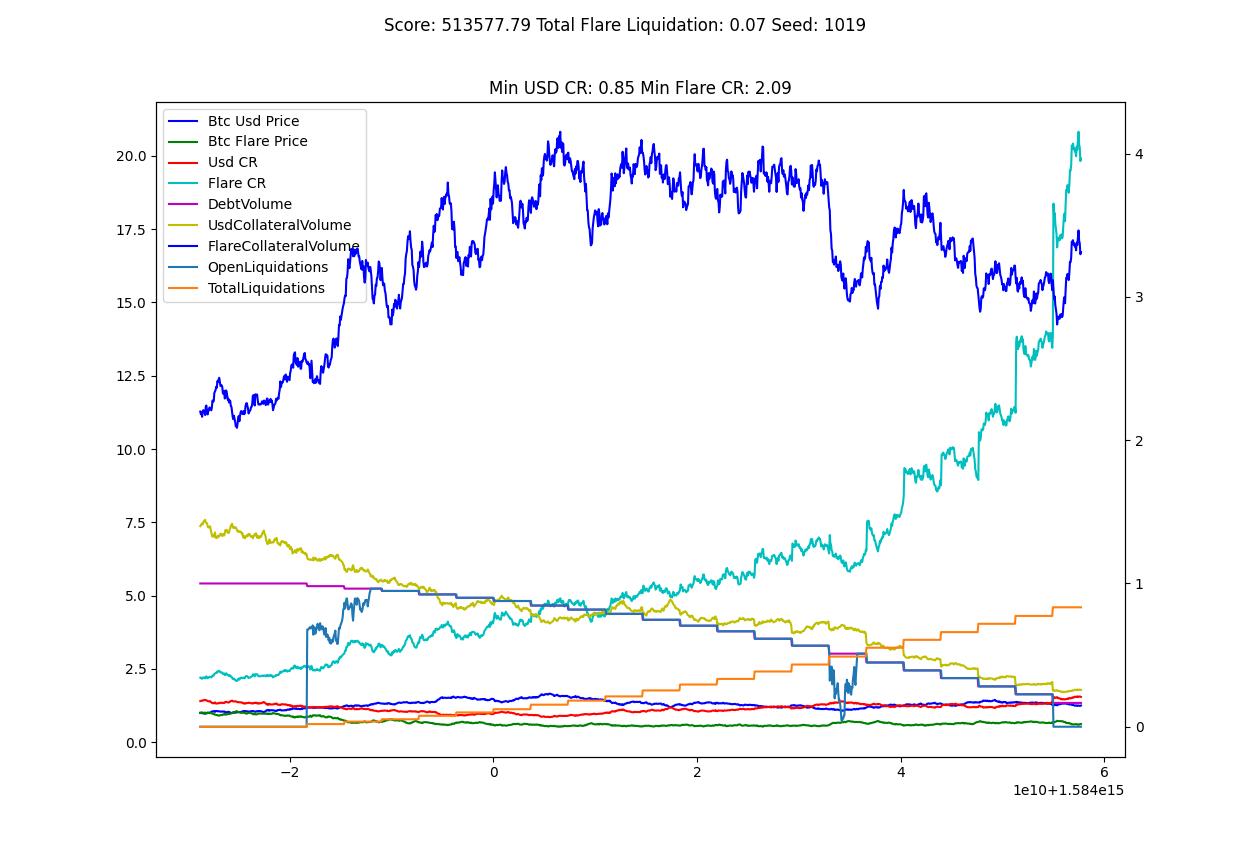 Score: 513577.79 Total Flare Liquidation: 0.07 Seed: 1019
Min USD CR: 0.85 Min Flare CR: 2.09
Btc Usd Price
Btc Flare Price
Usd CR
Flare CR
DebtVolume
UsdCollateralVolume
FlareCollateralVolume
OpenLiquidations
TotalLiquidations
20.0
17.5
15.0
12.5
10.0
7.5
5.0
2.5
0.0
4
3
2
1
0
−2
0
2
4
6
1e10+1.584e15